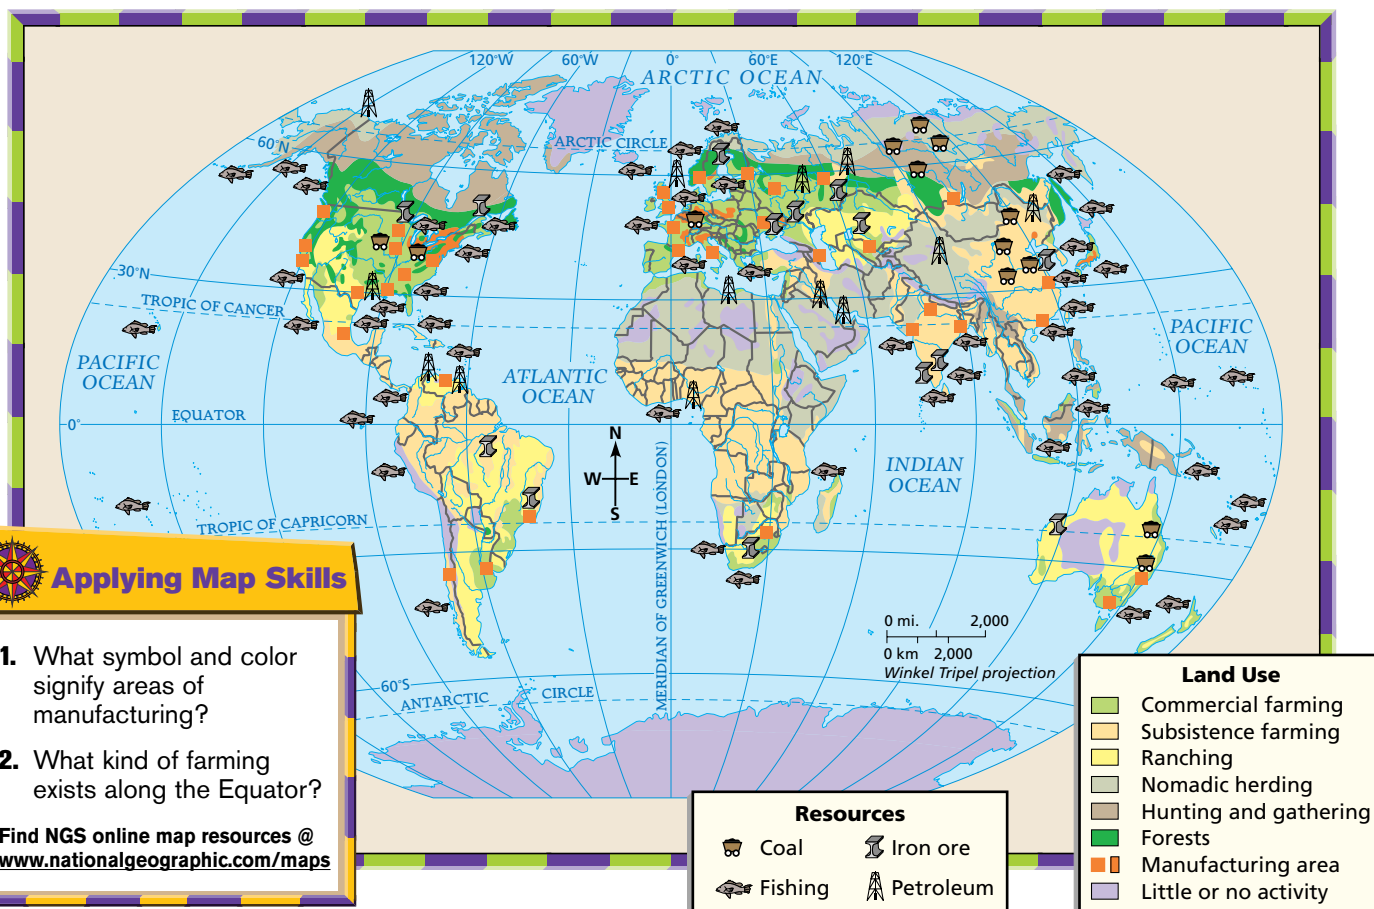 120°W
60°W
0°
60°E
120°E
ARCTIC OCEAN
60°N
ARCTIC CIRCLE
30°N
TROPIC OF CANCER
PACIFIC
OCEAN
ATLANTIC
OCEAN
PACIFIC
OCEAN
EQUATOR
0°
N
W
E
S
INDIAN
OCEAN
MERIDIAN OF GREENWICH (LONDON)
TROPIC OF CAPRICORN
60°S
ANTARCTIC
CIRCLE
0 mi.
2,000
0 km
2,000
Winkel Tripel projection
Applying Map Skills
1. What symbol and color
signify areas of
manufacturing?
2. What kind of farming
exists along the Equator?
Find NGS online map resources @
www.nationalgeographic.com/maps
Resources
Coal
Iron ore
Fishing
Petroleum
Land Use
Commercial farming
Subsistence farming
Ranching
Nomadic herding
Hunting and gathering
Forests
Manufacturing area
Little or no activity